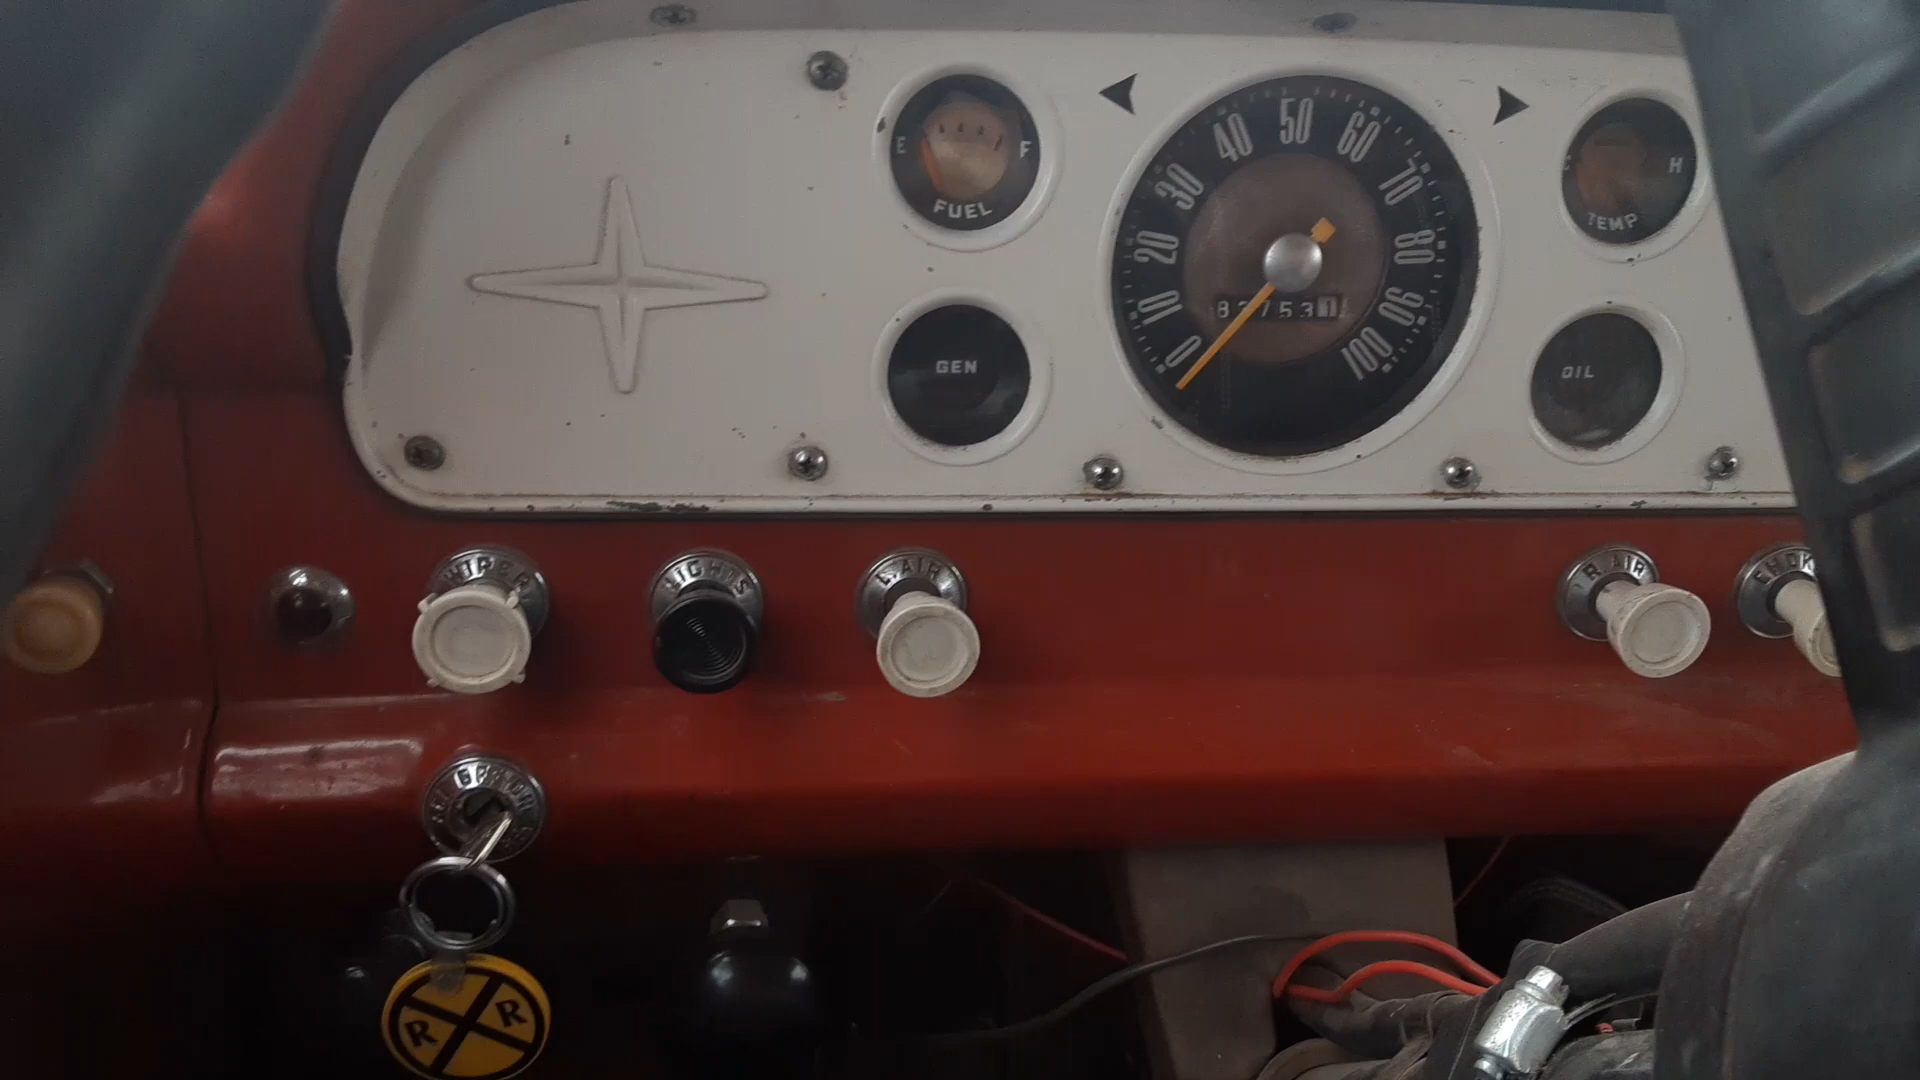 E F
FUEL
30 40 50 60 70
20 80
10 90
0 100
H
TEMP
GEN
OIL
WIPER
LIGHTS
L. AIR
R. AIR
R R